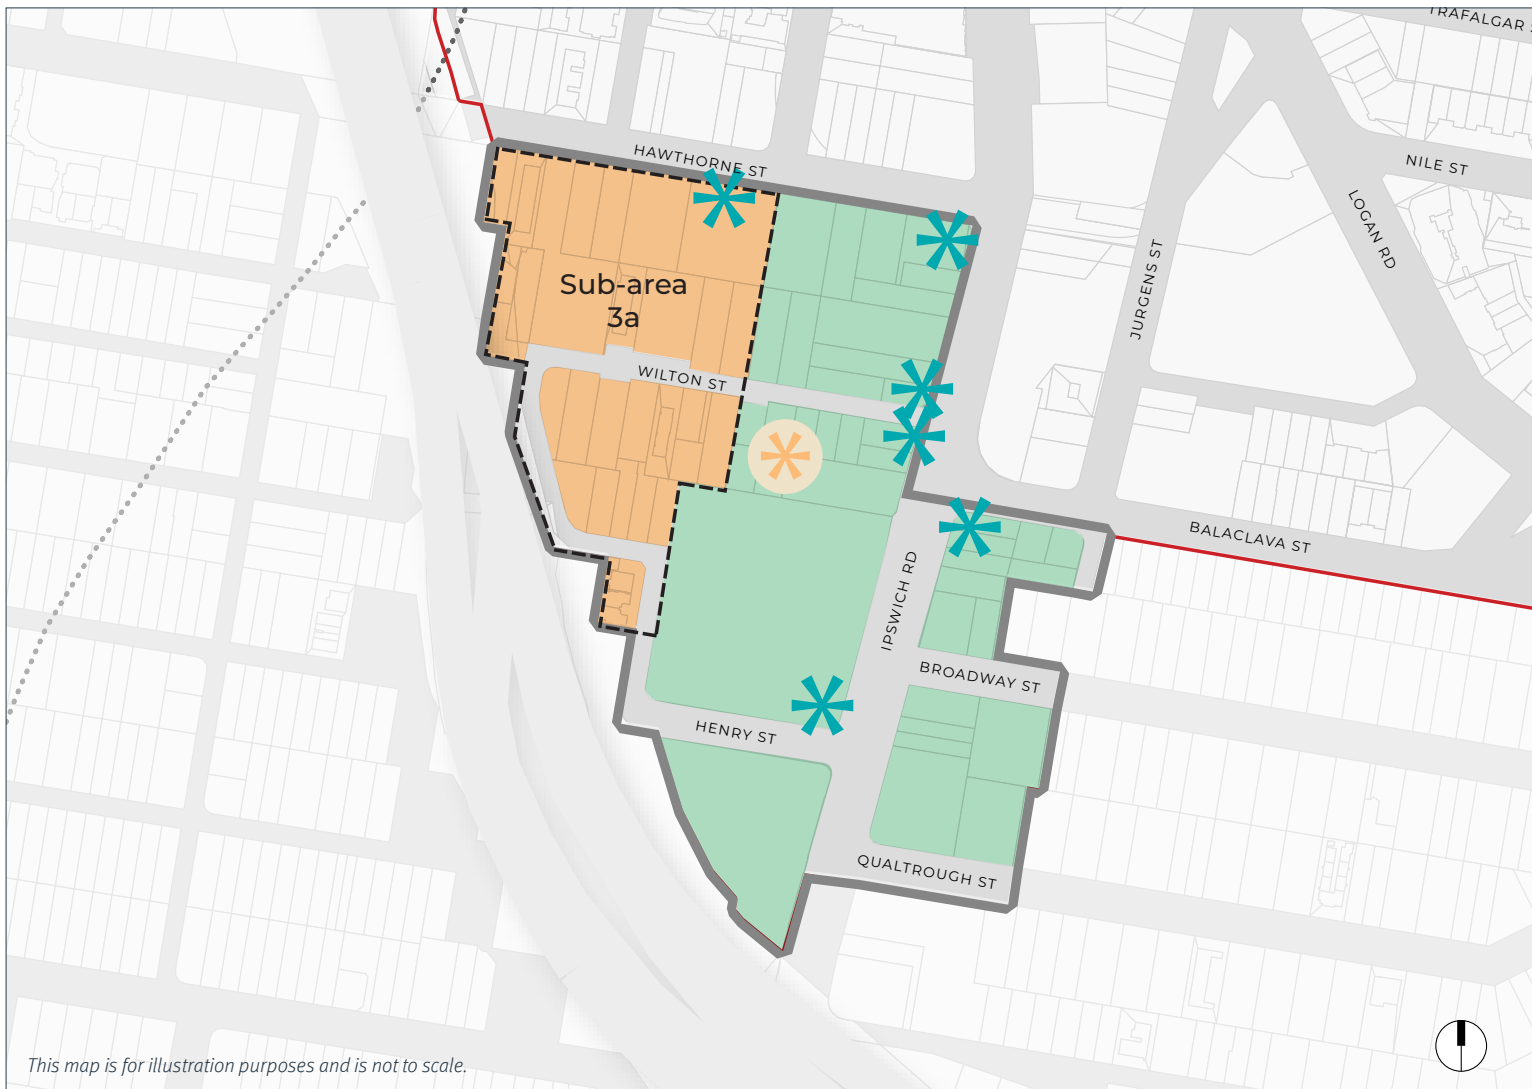 TRAFALGAR S
HAWTHORNE ST
NILE ST
LOGAN RD
JURGENS ST
Sub-area
3a
WILTON ST
BALACLAVA ST
IPSWICH RD
BROADWAY ST
HENRY ST
QUALTROUGH ST
This map is for illustration purposes and is not to scale.